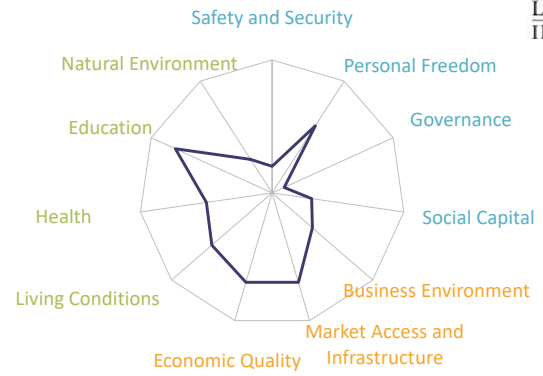 Safety and Security
Natural Environment
Personal Freedom
Education
Governance
Health
Social Capital
Living Conditions
Business Environment
Market Access and
Infrastructure
Economic Quality